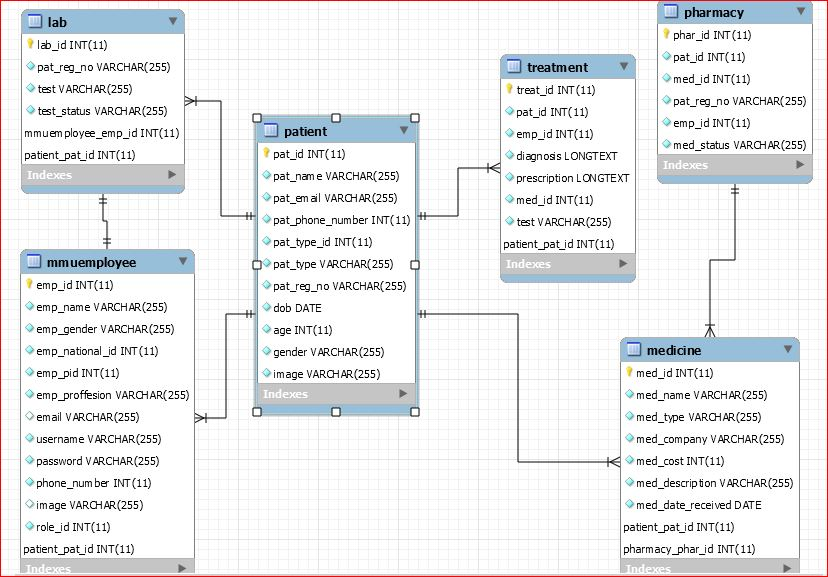 lab
lab_id INT(11)
pat_reg_no VARCHAR(255)
test VARCHAR(255)
test_status VARCHAR(255)
mmuemployee_emp_id INT(11)
patient_pat_id INT(11)
Indexes
mmuemployee
emp_id INT(11)
emp_name VARCHAR(255)
emp_gender VARCHAR(255)
emp_national_id INT(11)
emp_pid INT(11)
emp_proffesion VARCHAR(255)
email VARCHAR(255)
username VARCHAR(255)
password VARCHAR(255)
phone_number INT(11)
image VARCHAR(255)
role_id INT(11)
patient_pat_id INT(11)
Indexes
patient
pat_id INT(11)
pat_name VARCHAR(255)
pat_email VARCHAR(255)
pat_phone_number INT(11)
pat_type_id INT(11)
pat_type VARCHAR(255)
pat_reg_no VARCHAR(255)
dob DATE
age INT(11)
gender VARCHAR(255)
image VARCHAR(255)
Indexes
treatment
treat_id INT(11)
pat_id INT(11)
emp_id INT(11)
diagnosis LONGTEXT
prescription LONGTEXT
med_id INT(11)
test VARCHAR(255)
patient_pat_id INT(11)
Indexes
pharmacy
phar_id INT(11)
pat_id INT(11)
med_id INT(11)
pat_reg_no VARCHAR(255)
emp_id INT(11)
med_status VARCHAR(255)
Indexes
medicine
med_id INT(11)
med_name VARCHAR(255)
med_type VARCHAR(255)
med_company VARCHAR(255)
med_cost INT(11)
med_description VARCHAR(255)
med_date_received DATE
patient_pat_id INT(11)
pharmacy_phar_id INT(11)
Indexes